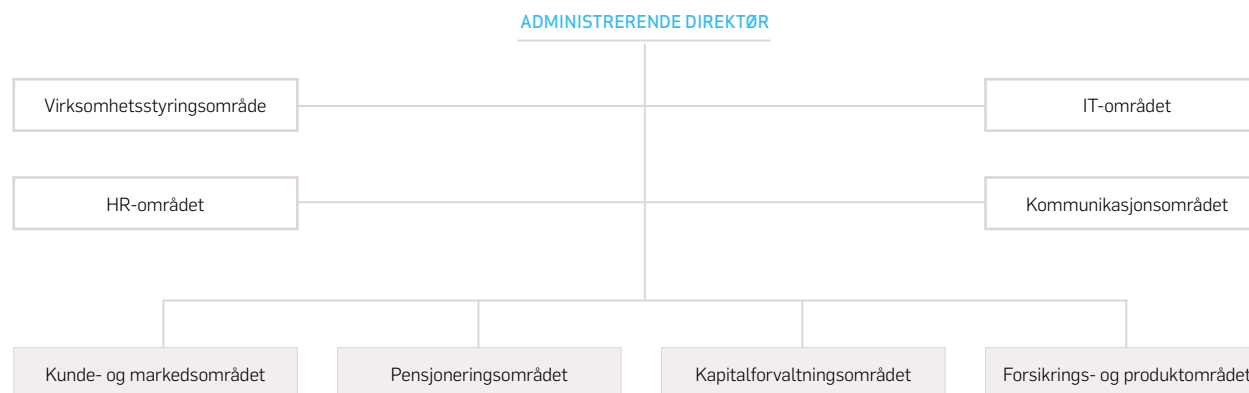 ADMINISTRERENDE DIREKTØR
Virksomhetsstyringsområde
IT-området
HR-området
Kommunikasjonsområdet
Kunde- og markedsområdet
Pensjoneringsområdet
Kapitalforvaltningsområdet
Forsikrings- og produktområdet